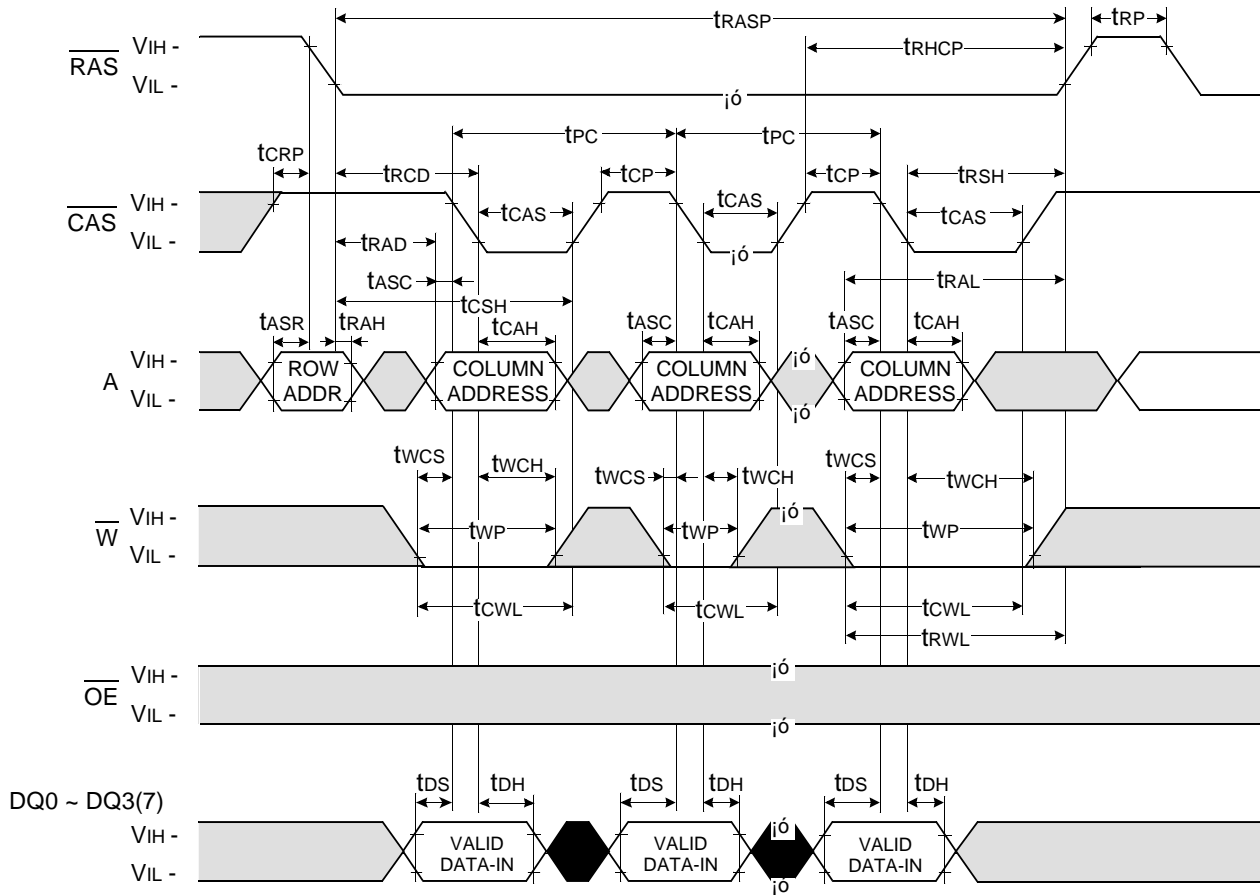 tRASP
tRP
RAS
VIH -
VIL -
tRHCP
¡ó
tPC
tPC
tCRP
tRCD
tCP
tCP
tRSH
CAS
VIH -
VIL -
tCAS
tCAS
tCAS
¡ó
tRAD
tASC
tCSH
tRAL
tASR
tRAH
tCAH
tASC
tCAH
tASC
tCAH
A
VIH -
VIL -
ROW
ADDR
COLUMN
ADDRESS
COLUMN
ADDRESS
¡ó
¡ó
COLUMN
ADDRESS
tWCS
tWCH
tWCS
tWCH
tWCS
tWCH
W
VIH -
VIL -
¡ó
tWP
tWP
tWP
tCWL
tCWL
tCWL
tRWL
OE
VIH -
VIL -
¡ó
¡ó
tDS
tDH
tDS
tDH
tDS
tDH
DQ0 ~ DQ3(7)
VIH -
VIL -
VALID
DATA-IN
VALID
DATA-IN
¡ó
¡ó
VALID
DATA-IN